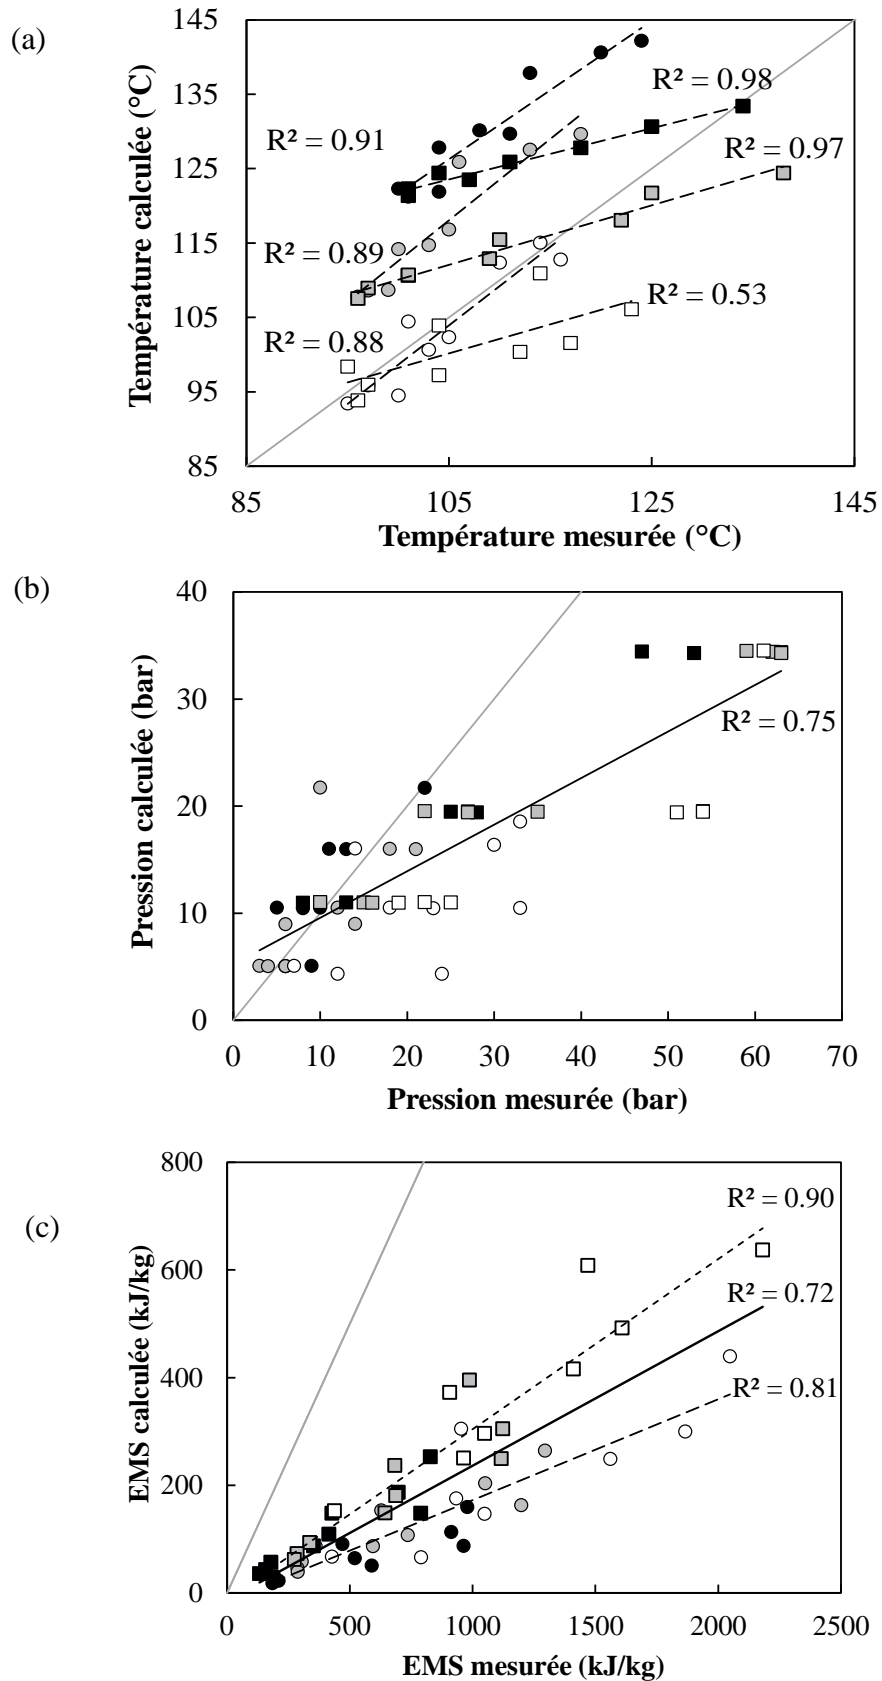 (a)
Température calculée (°C)
145
135
125
115
105
95
85
R² = 0.98
R² = 0.91
R² = 0.97
R² = 0.89
R² = 0.53
R² = 0.88
85
105
125
145
Température mesurée (°C)
(b)
Pression calculée (bar)
40
30
20
10
0
R² = 0.75
0
10
20
30
40
50
60
70
Pression mesurée (bar)
(c)
EMS calculée (kJ/kg)
800
600
400
200
0
R² = 0.90
R² = 0.72
R² = 0.81
0
500
1000
1500
2000
2500
EMS mesurée (kJ/kg)